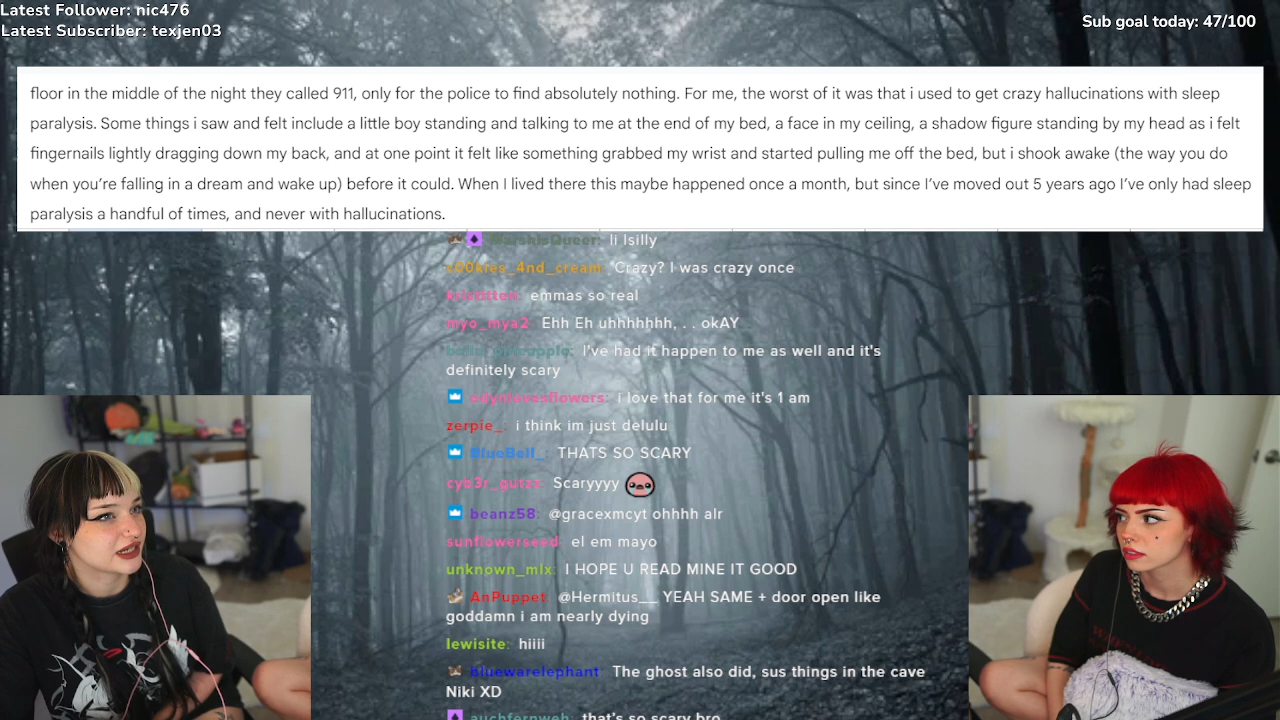 Latest Follower: nic476
Latest Subscriber: texjen03
Sub goal today: 47/100
floor in the middle of the night they called 911, only for the police to find absolutely nothing. For me, the worst of it was that i used to get crazy hallucinations with sleep
paralysis. Some things i saw and felt include a little boy standing and talking to me at the end of my bed, a face in my ceiling, a shadow figure standing by my head as i felt
fingernails lightly dragging down my back, and at one point it felt like something grabbed my wrist and started pulling me off the bed, but i shook awake (the way you do
when you're falling in a dream and wake up) before it could. When I lived there this maybe happened once a month, but since I've moved out 5 years ago I've only had sleep
paralysis a handful of times, and never with hallucinations.
li lsilly
c00kies_4nd_cream: "Crazy? I was crazy once
emmas so real
myo_mya2: Ehh Eh uhhhhhhh, . . okAY
I've had it happen to me as well and it's
definitely scary
edynlovesflowers: i love that for me it's 1 am
zerpie_: i think im just delulu
BlueBell_: THATS SO SCARY
cyb3r_gutzz: Scaryyyy
beanz58: @gracexmcyt ohhhh alr
sunflowerseed: el em mayo
unknown_mlx: I HOPE U READ MINE IT GOOD
AnPuppet: @Hermitus__ YEAH SAME + door open like
goddamn i am nearly dying
lewisite: hiiii
Bluewarelephant: The ghost also did, sus things in the cave
Niki XD
auchfernweh: that's so scary bro